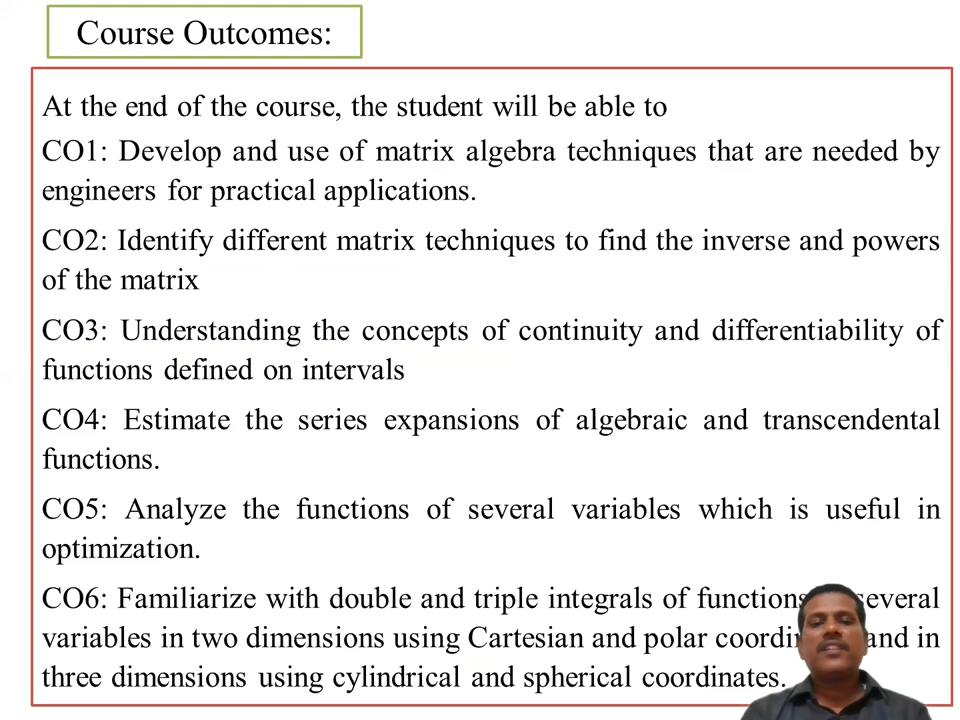 Course Outcomes:
At the end of the course, the student will be able to
CO1: Develop and use of matrix algebra techniques that are needed by
engineers for practical applications.
CO2: Identify different matrix techniques to find the inverse and powers
of the matrix
CO3: Understanding the concepts of continuity and differentiability of
functions defined on intervals
CO4: Estimate the series expansions of algebraic and transcendental
functions.
CO5: Analyze the functions of several variables which is useful in
optimization.
CO6: Familiarize with double and triple integrals of functions several
variables in two dimensions using Cartesian and polar and in
three dimensions using cylindrical and spherical coordinates.